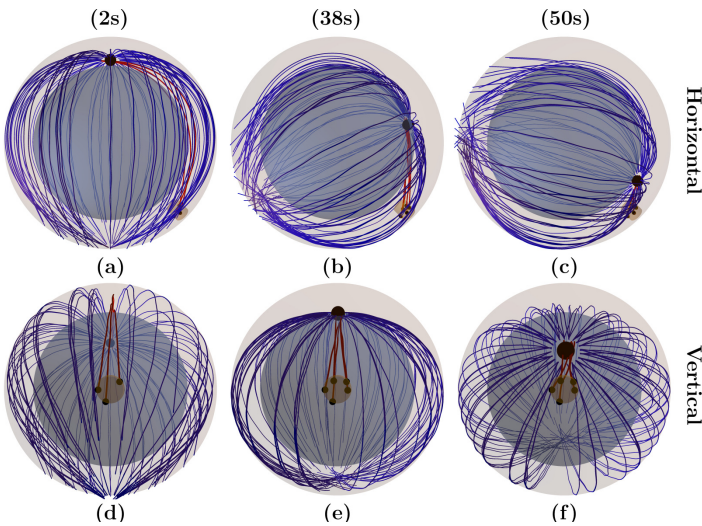 (2s) (38s) (50s)
Horizontal
(a) (b) (c)
Vertical
(d) (e) (f)